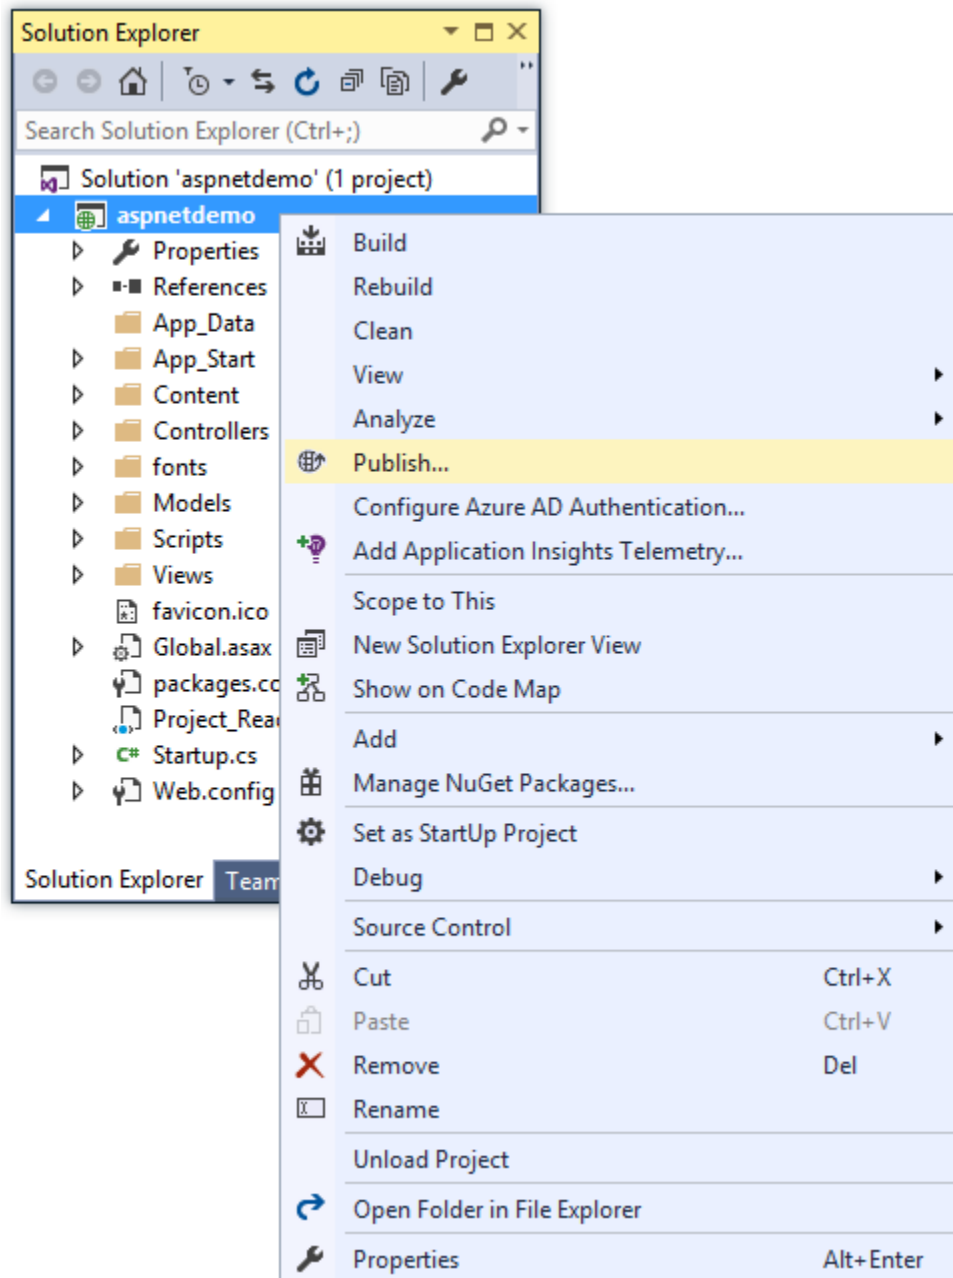 Solution Explorer
Search Solution Explorer (Ctrl+;)
Solution 'aspnetdemo' (1 project)
aspnetdemo
Properties
References
App_Data
App_Start
Content
Controllers
fonts
Models
Scripts
Views
favicon.ico
Global.asax
packages.co
Project_Rea
C# Startup.cs
Web.config
Solution Explorer Team
Build
Rebuild
Clean
View
Analyze
Publish...
Configure Azure AD Authentication...
Add Application Insights Telemetry...
Scope to This
New Solution Explorer View
Show on Code Map
Add
Manage NuGet Packages...
Set as StartUp Project
Debug
Source Control
Cut Ctrl+X
Paste Ctrl+V
Remove Del
Rename
Unload Project
Open Folder in File Explorer
Properties Alt+Enter